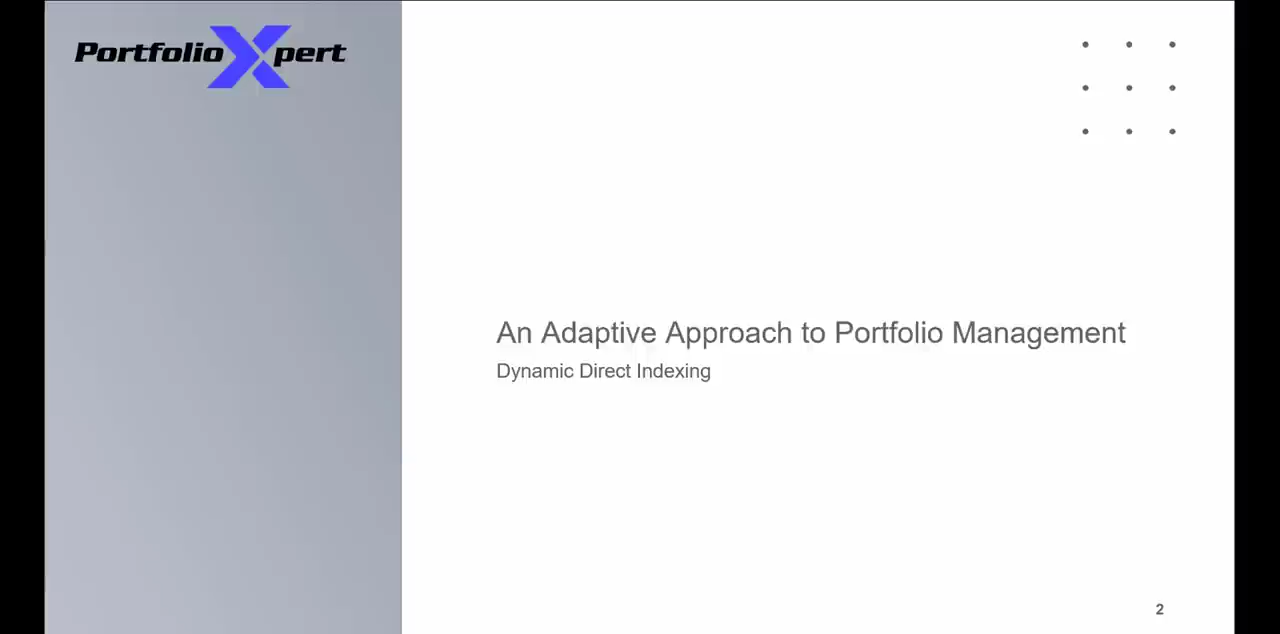 PortfolioXpert
An Adaptive Approach to Portfolio Management
Dynamic Direct Indexing
2